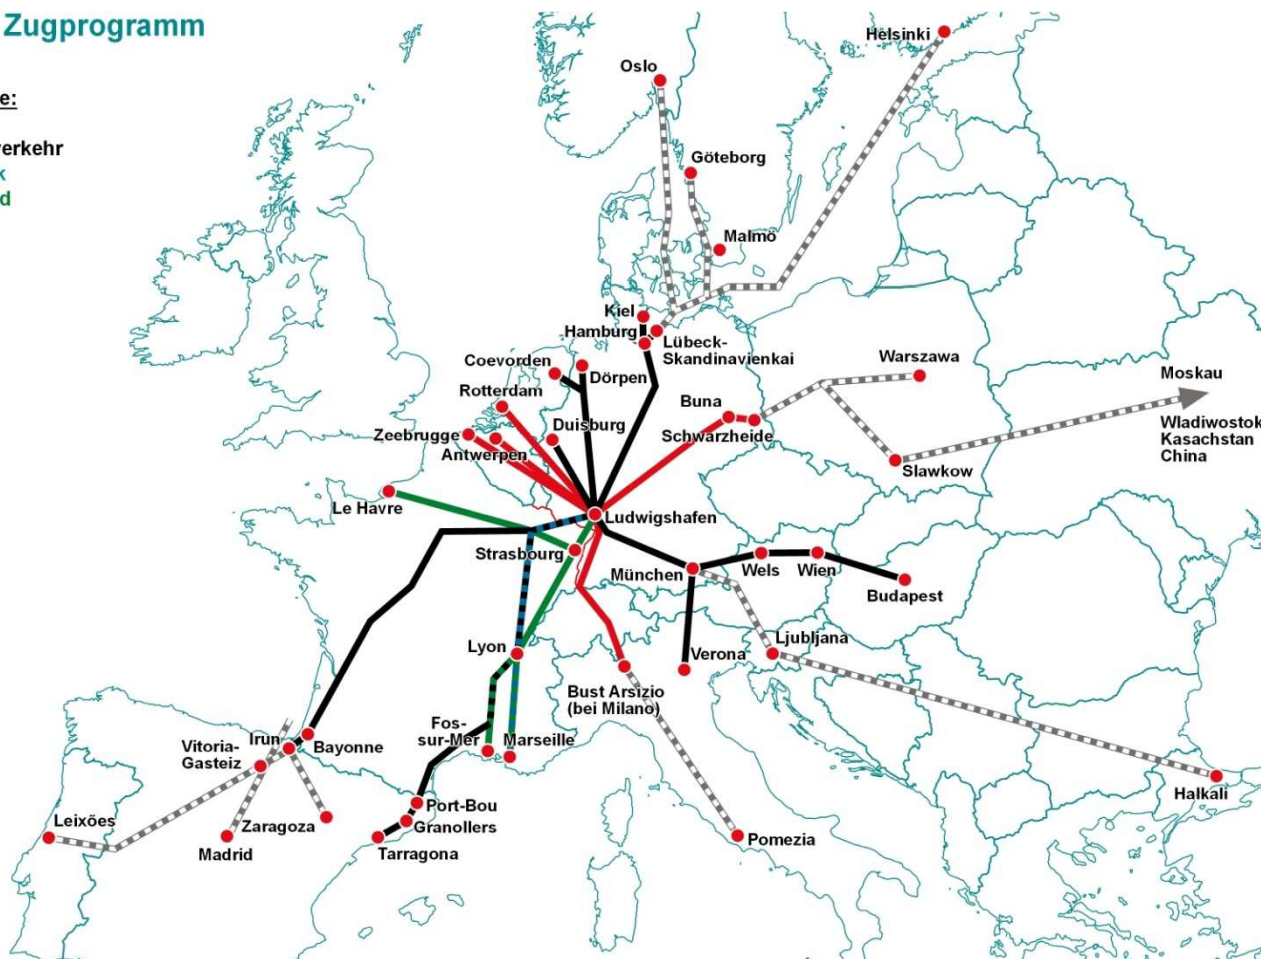 Zugprogramm
e:
verkehr
k
d
Helsinki
Oslo
Göteborg
Malmö
Kiel
Hamburg
Lübeck-
Skandinavienkai
Coevorden
Dörpen
Rotterdam
Warszawa
Moskau
Buna
Duisburg
Zeebrugge
Schwarzheide
Wladiwostok
Kasachstan
China
Antwerpen
Slawkow
Le Havre
Ludwigshafen
Strasbourg
München
Wels
Wien
Budapest
Lyon
Verona
Ljubljana
Bust Arsizio
(bei Milano)
Fos-
sur-Mer
Marseille
Irun
Bayonne
Vitoria-
Gasteiz
Halkali
Port-Bou
Leixões
Zaragoza
Granollers
Madrid
Tarragona
Pomezia